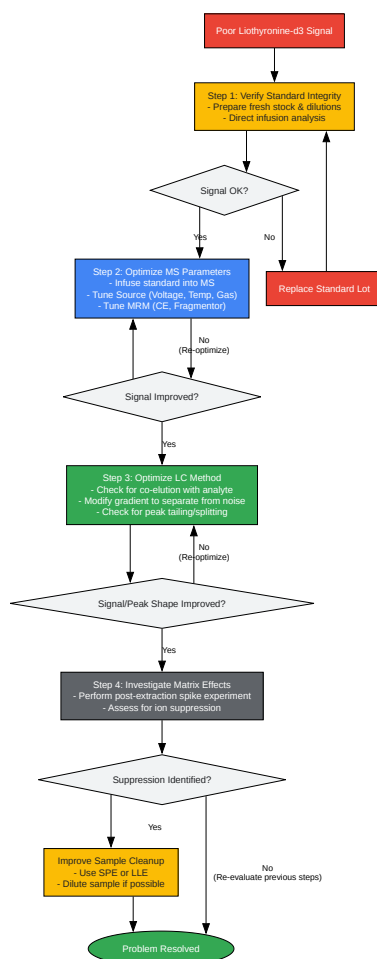 Poor Liothyronine-d3 Signal
Step 1: Verify Standard Integrity
- Prepare fresh stock & dilutions
- Direct infusion analysis
Signal OK?
Yes
No
Step 2: Optimize MS Parameters
- Infuse standard into MS
- Tune Source (Voltage, Temp, Gas)
- Tune MRM (CE, Fragmentor)
Replace Standard Lot
No
(Re-optimize)
Signal Improved?
Yes
Step 3: Optimize LC Method
- Check for co-elution with analyte
- Modify gradient to separate from noise
- Check for peak tailing/splitting
No
(Re-optimize)
Signal/Peak Shape Improved?
Yes
Step 4: Investigate Matrix Effects
- Perform post-extraction spike experiment
- Assess for ion suppression
Suppression Identified?
Yes
Improve Sample Cleanup
- Use SPE or LLE
- Dilute sample if possible
No
(Re-evaluate previous steps)
Problem Resolved